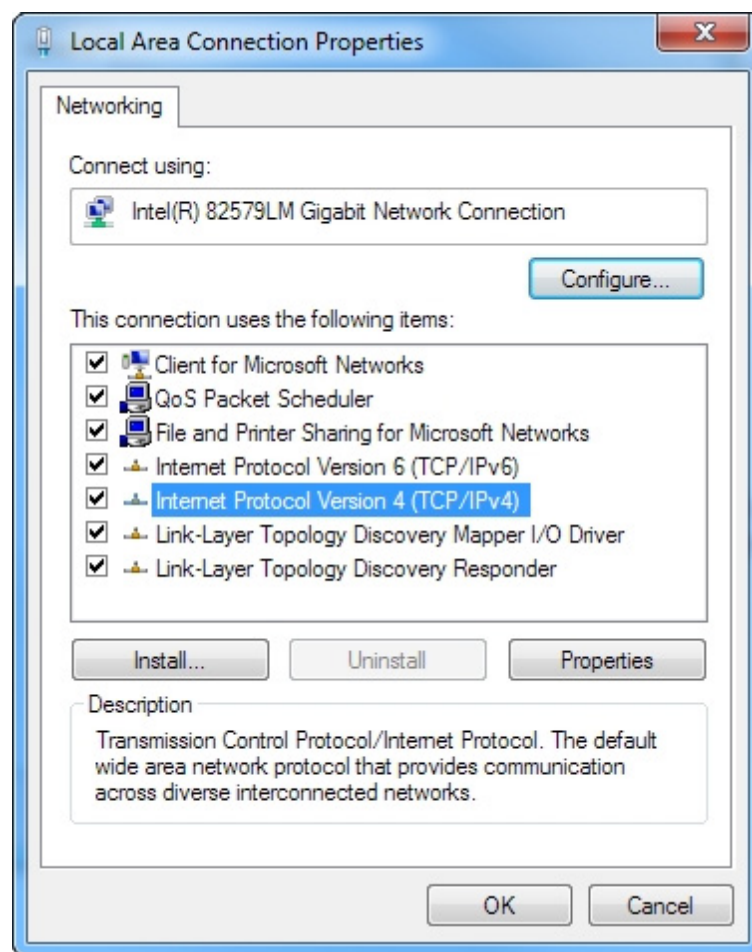 Local Area Connection Properties
Networking
Connect using:
Intel(R) 82579LM Gigabit Network Connection
Configure...
This connection uses the following items:
Client for Microsoft Networks
QoS Packet Scheduler
File and Printer Sharing for Microsoft Networks
Internet Protocol Version 6 (TCP/IPv6)
Internet Protocol Version 4 (TCP/IPv4)
Link-Layer Topology Discovery Mapper I/O Driver
Link-Layer Topology Discovery Responder
Install... Uninstall Properties
Description
Transmission Control Protocol/Internet Protocol. The default
wide area network protocol that provides communication
across diverse interconnected networks.
OK Cancel